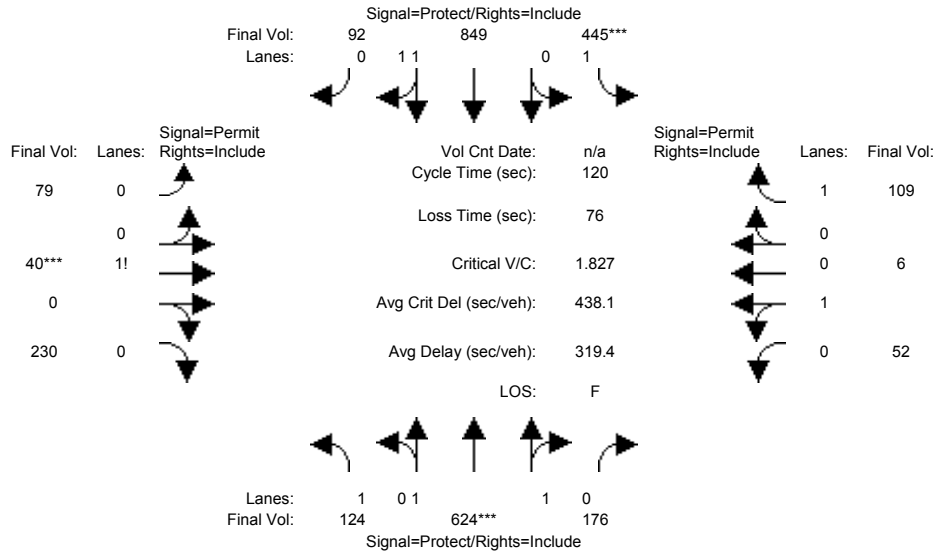 Signal=Protect/Rights=Include
Final Vol: 92 849 445***
Lanes: 0 1 1 0 1
Signal=Permit Signal=Permit
Final Vol: Lanes: Rights=Include Vol Cnt Date: n/a Rights=Include Lanes: Final Vol:
Cycle Time (sec): 120
79 0 1 109
Loss Time (sec): 76
0 0
40*** 1! Critical V/C: 1.827 0 6
0 0 Avg Crit Del (sec/veh): 438.1 1
230 0 Avg Delay (sec/veh): 319.4 0 52
LOS: F
Lanes: 1 0 1 1 0
Final Vol: 124 624*** 176
Signal=Protect/Rights=Include